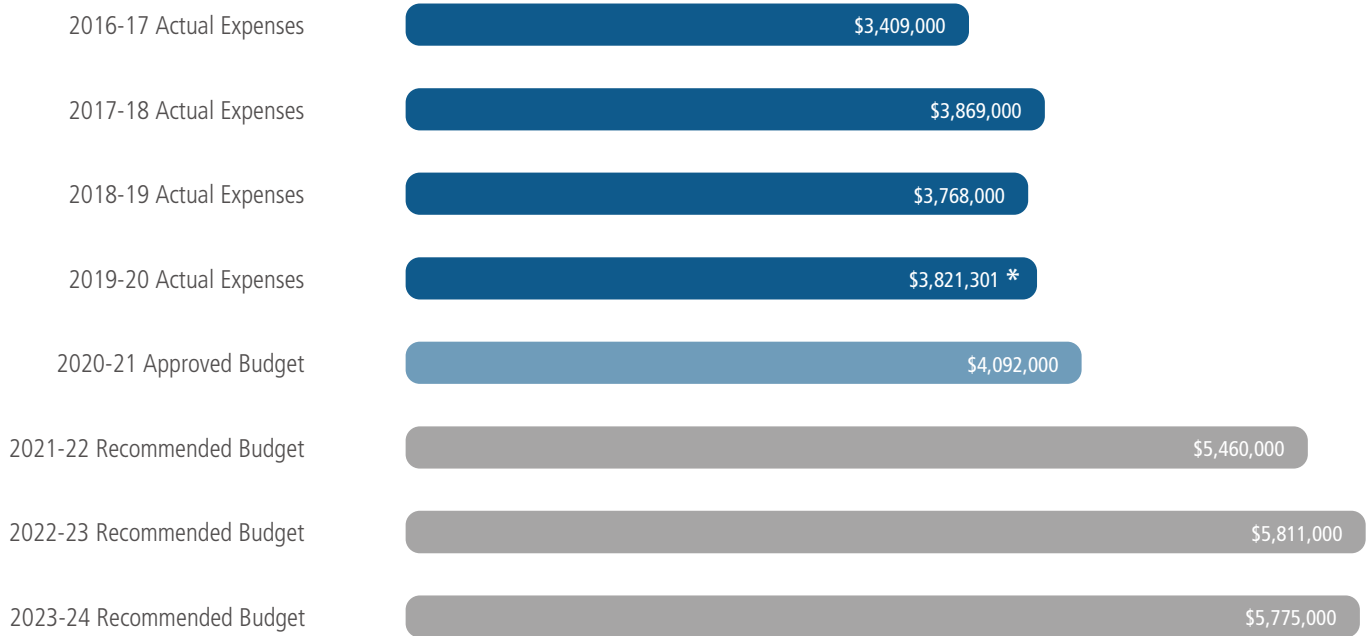 2016-17 Actual Expenses $3,409,000
2017-18 Actual Expenses $3,869,000
2018-19 Actual Expenses $3,768,000
2019-20 Actual Expenses $3,821,301 *
2020-21 Approved Budget $4,092,000
2021-22 Recommended Budget $5,460,000
2022-23 Recommended Budget $5,811,000
2023-24 Recommended Budget $5,775,000